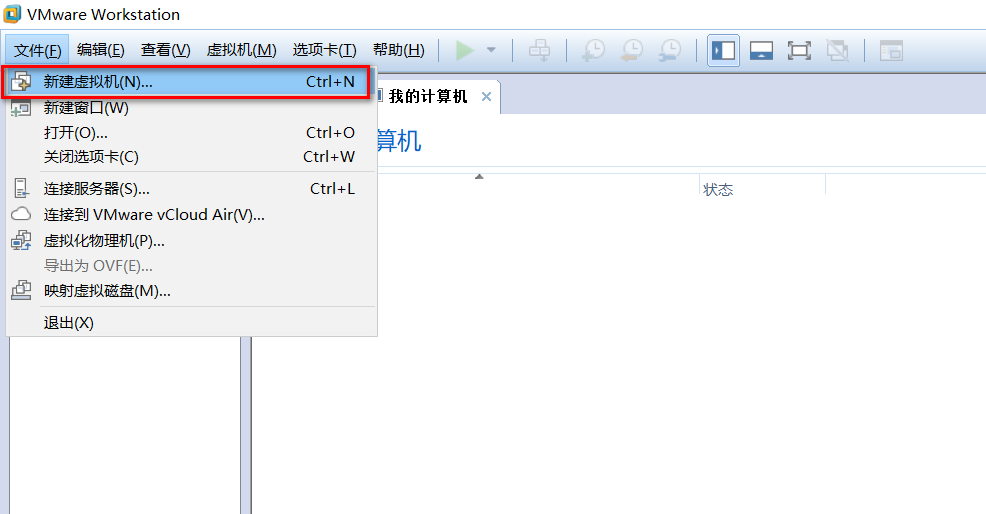 VMware Workstation
文件(F) 编辑(E) 查看(V) 虚拟机(M) 选项卡(T) 帮助(H)
新建虚拟机(N)... Ctrl+N
我的计算机
新建窗口(W)
打开(O)... Ctrl+O
算机
关闭选项卡(C) Ctrl+W
连接服务器(S)... Ctrl+L
状态
连接到 VMware vCloud Air(V)...
虚拟化物理机(P)...
导出为 OVF(E)...
映射虚拟磁盘(M)...
退出(X)